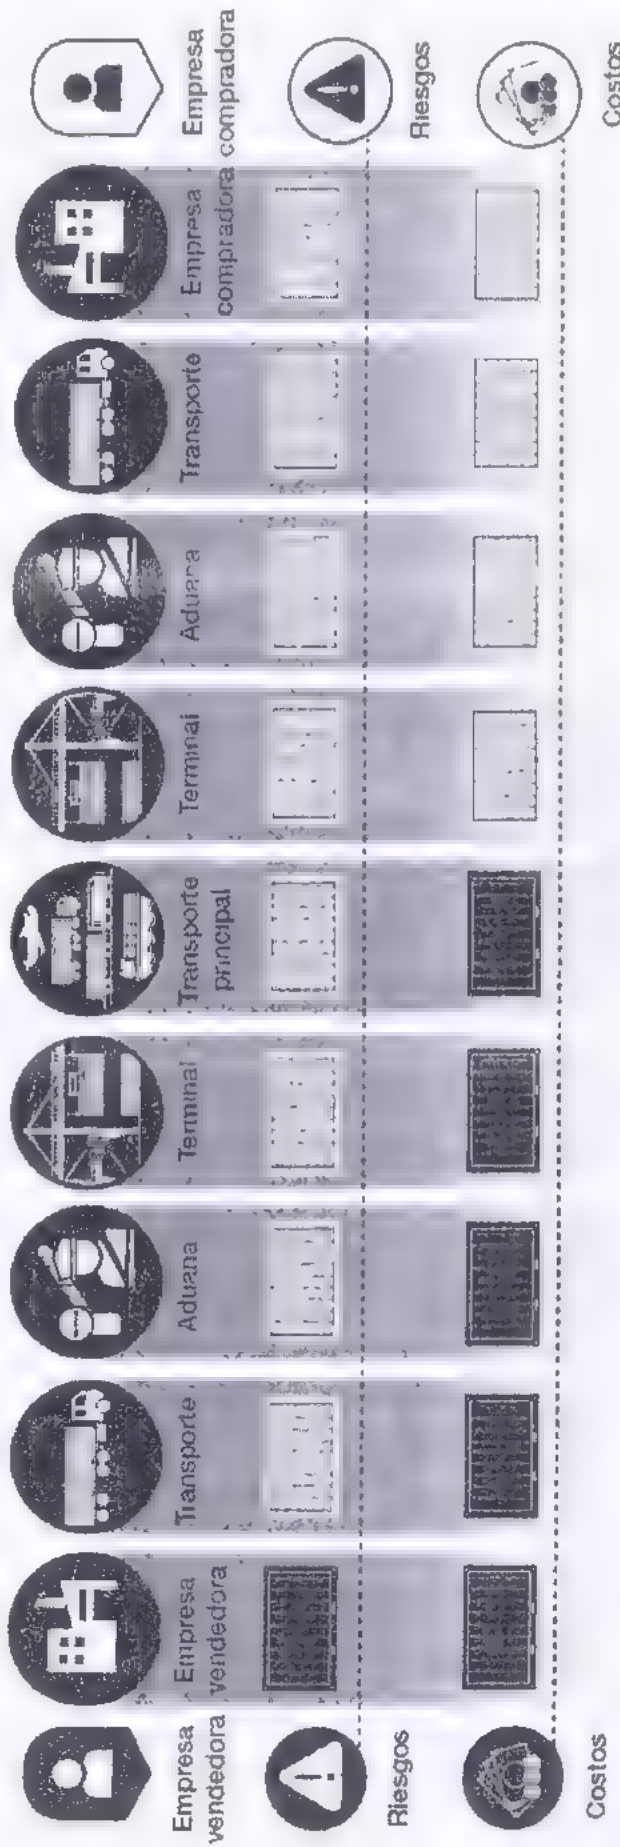 Empresa
vendedora
Empresa
vendedora
Transporte
Aduana
Terminal
Transporte
principal
Terminal
Aduana
Transporte
Empresa
compradora
Empresa
compradora
Riesgos
Riesgos
Costos
Costos